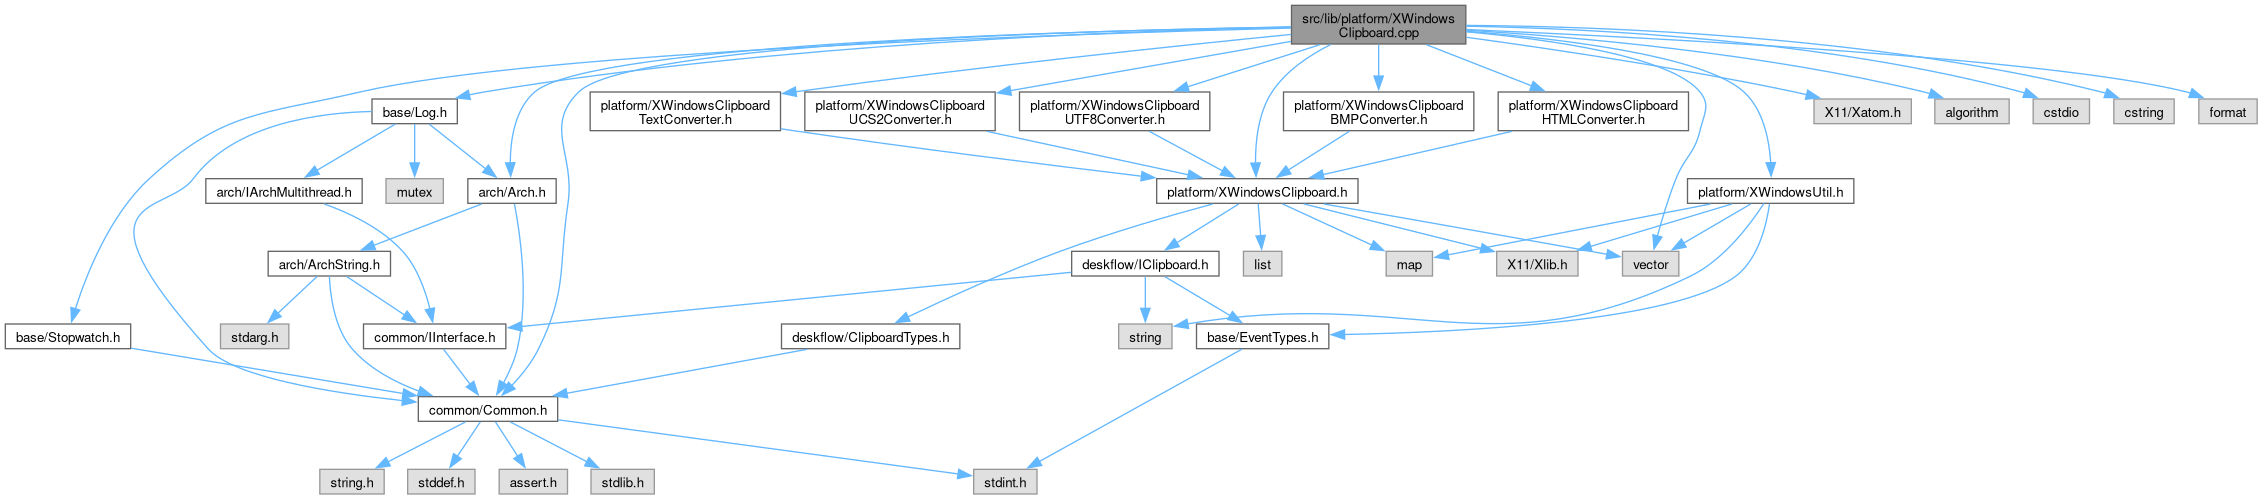 src/lib/platform/XWindows
Clipboard.cpp
base/Log.h
platform/XWindowsClipboard
TextConverter.h
platform/XWindowsClipboard
UCS2Converter.h
platform/XWindowsClipboard
UTF8Converter.h
platform/XWindowsClipboard
BMPConverter.h
platform/XWindowsClipboard
HTMLConverter.h
X11/Xatom.h
algorithm
cstdio
cstring
format
arch/IArchMultithread.h
mutex
arch/Arch.h
platform/XWindowsClipboard.h
platform/XWindowsUtil.h
arch/ArchString.h
deskflow/IClipboard.h
list
map
X11/Xlib.h
vector
base/Stopwatch.h
stdarg.h
common/IInterface.h
deskflow/ClipboardTypes.h
string
base/EventTypes.h
common/Common.h
string.h
stddef.h
assert.h
stdlib.h
stdint.h